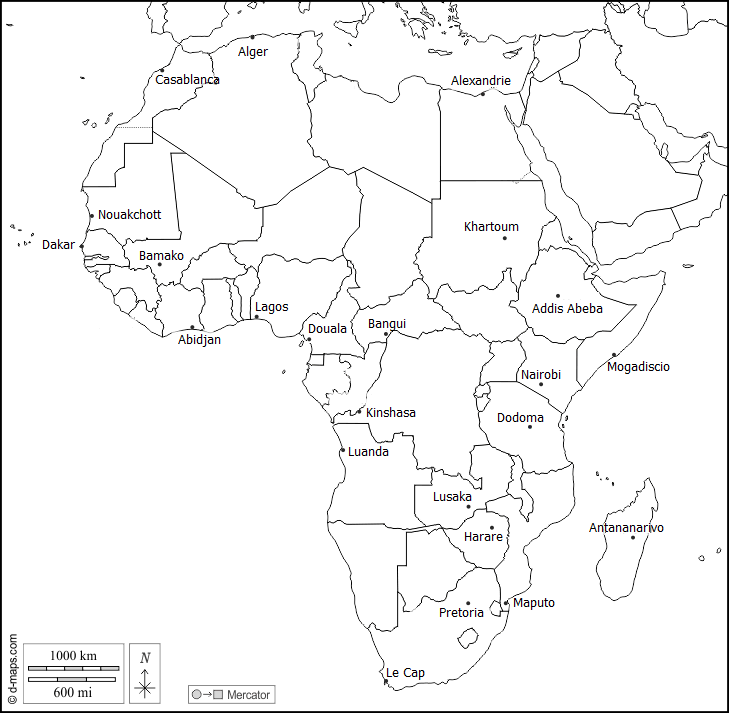 Alger
Casablanca
Alexandrie
Nouakchott
Khartoum
Dakar
Bamako
Addis Abeba
Lagos
Douala
Bangui
Abidjan
Mogadiscio
Nairobi
Kinshasa
Dodoma
Luanda
Lusaka
Antananarivo
Harare
Maputo
Pretoria
Le Cap
© d-maps.com
1000 km
600 mi
N
Mercator